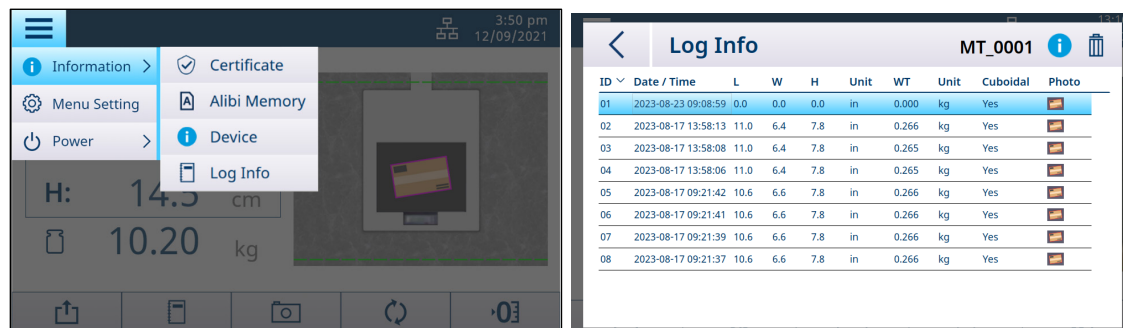 3:50 pm
12/09/2021
Information
Certificate
Menu Setting
Alibi Memory
Power
Device
Log Info
H: 14.5 cm
10.20 kg
0
Log Info MT_0001
ID Date / Time L W H Unit WT Unit Cuboidal Photo
01 2023-08-23 09:08:59 0.0 0.0 0.0 in 0.000 kg Yes
02 2023-08-17 13:58:13 11.0 6.4 7.8 in 0.266 kg Yes
03 2023-08-17 13:58:08 11.0 6.4 7.8 in 0.265 kg Yes
04 2023-08-17 13:58:06 11.0 6.4 7.8 in 0.265 kg Yes
05 2023-08-17 09:21:42 10.6 6.6 7.8 in 0.266 kg Yes
06 2023-08-17 09:21:41 10.6 6.6 7.8 in 0.266 kg Yes
07 2023-08-17 09:21:39 10.6 6.6 7.8 in 0.266 kg Yes
08 2023-08-17 09:21:37 10.6 6.6 7.8 in 0.266 kg Yes